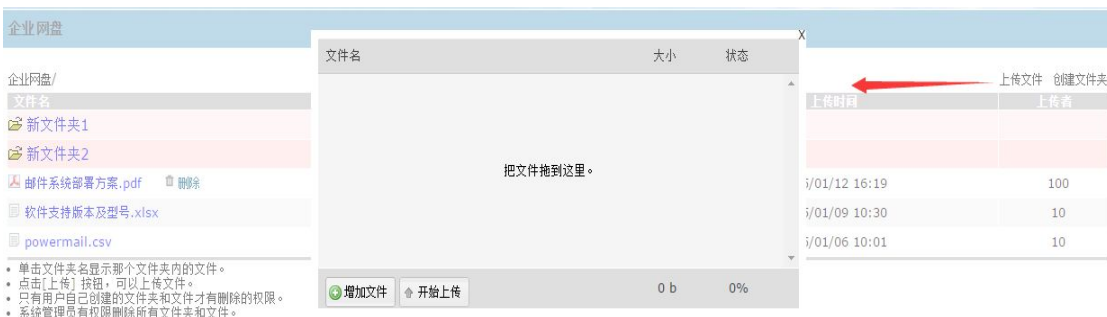 企业网盘
X
文件名 大小 状态
企业网盘/
上传文件 创建文件夹
文件名 上传时间 上传者
新文件夹1
新文件夹2
把文件拖到这里。
邮件系统部署方案.pdf 删除 5/01/12 16:19 100
软件支持版本及型号.xlsx 5/01/09 10:30 10
powermail.csv 5/01/06 10:01 10
• 单击文件夹名显示那个文件夹内的文件。
• 点击[上传] 按钮，可以上传文件。
• 只有用户自己创建的文件夹和文件才有删除的权限。
• 系统管理员有权限删除所有文件夹和文件。
增加文件 开始上传 0 b 0%